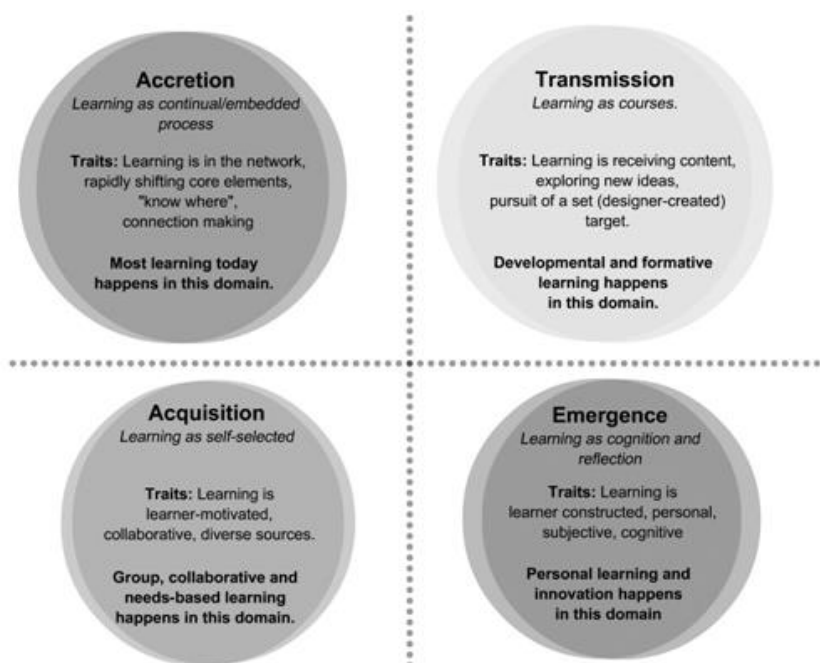 Accretion
Learning as continual/embedded
process
Traits: Learning is in the network,
rapidly shifting core elements,
"know where",
connection making
Most learning today
happens in this domain.
Transmission
Learning as courses.
Traits: Learning is receiving content,
exploring new ideas,
pursuit of a set (designer-created)
target.
Developmental and formative
learning happens
in this domain.
Acquisition
Learning as self-selected
Traits: Learning is
learner-motivated,
collaborative, diverse sources.
Group, collaborative and
needs-based learning
happens in this domain.
Emergence
Learning as cognition and
reflection
Traits: Learning is
learner constructed, personal,
subjective, cognitive
Personal learning and
innovation happens
in this domain